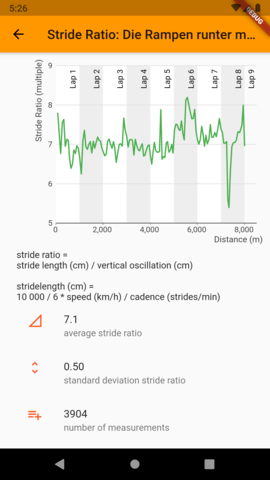 5:26
DEBUG
Stride Ratio: Die Rampen runter m...
Stride Ratio (multiple)
9
8
7
6
5
Lap 1
Lap 2
Lap 3
Lap 4
Lap 5
Lap 6
Lap 7
Lap 8
Lap 9
0
2,000
4,000
6,000
8,000
Distance (m)
stride ratio =
stride length (cm) / vertical oscillation (cm)
stridelength (cm) =
10 000 / 6 * speed (km/h) / cadence (strides/min)
7.1
average stride ratio
0.50
standard deviation stride ratio
3904
number of measurements